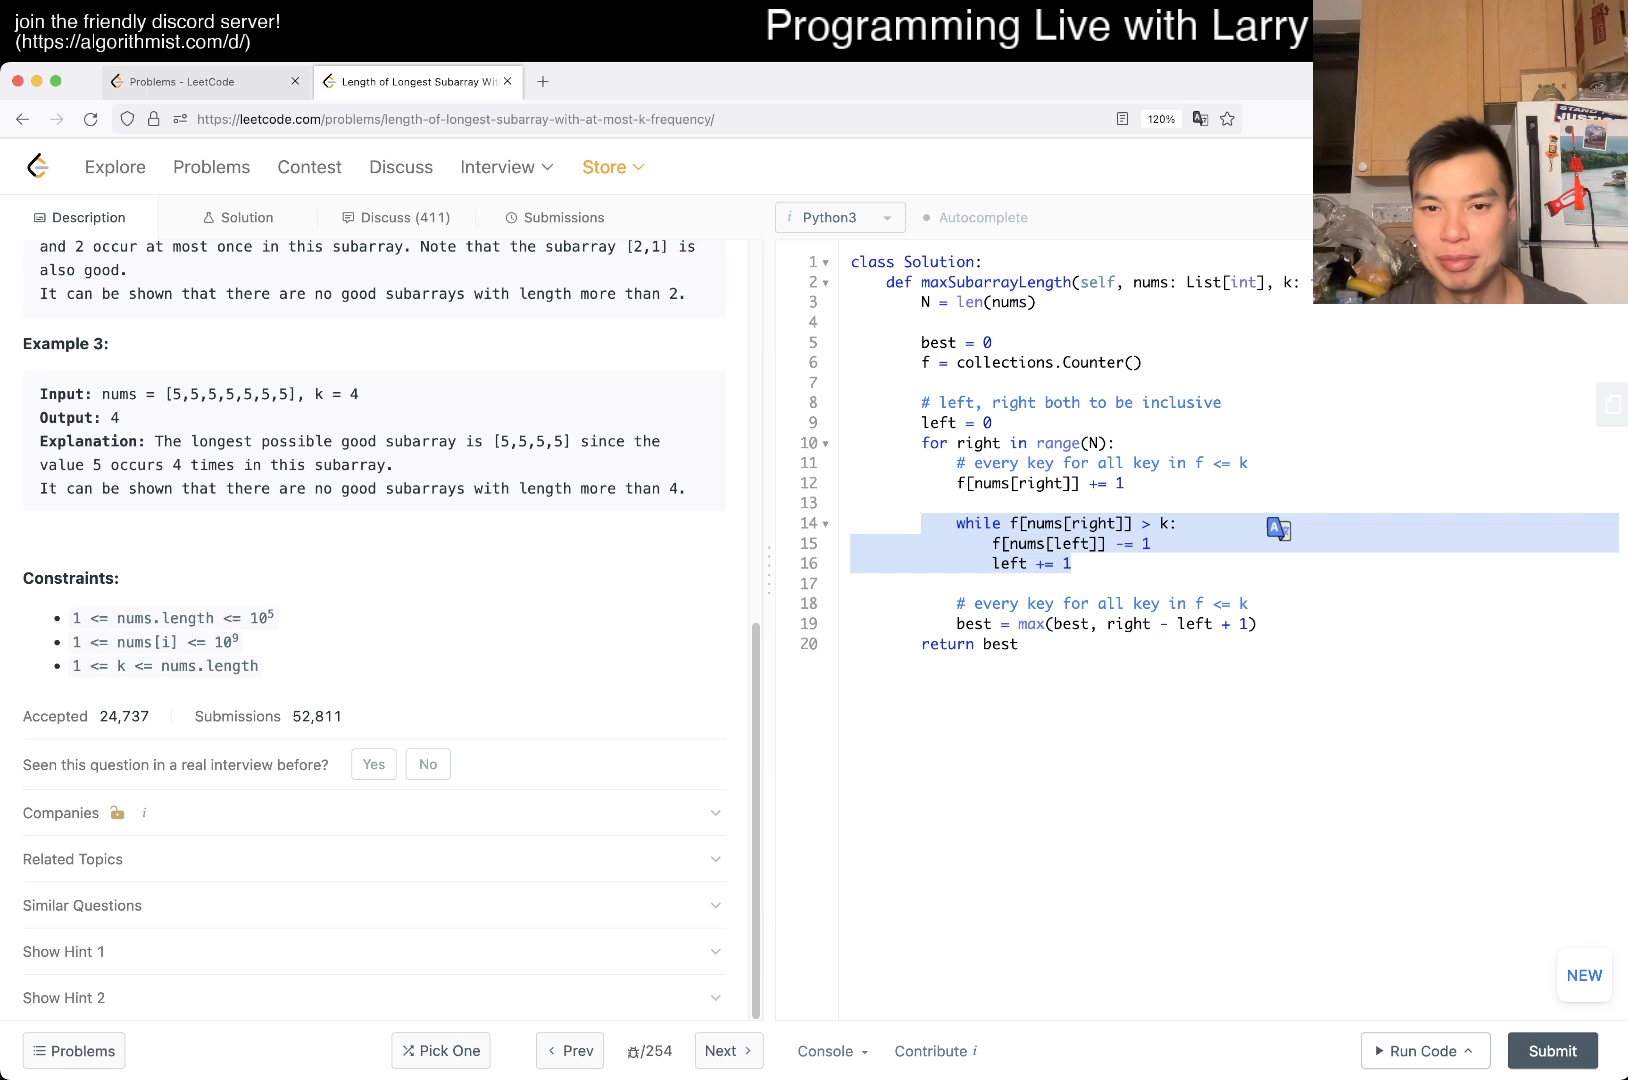 join the friendly discord server!
(https://algorithmist.com/d/)
Programming Live with Larry
Problems - LeetCode
Length of Longest Subarray Wit
https://leetcode.com/problems/length-of-longest-subarray-with-at-most-k-frequency/
120%
Explore
Problems
Contest
Discuss
Interview
Store
Description
Solution
Discuss (411)
Submissions
i Python3
Autocomplete
and 2 occur at most once in this subarray. Note that the subarray [2,1] is
also good.
It can be shown that there are no good subarrays with length more than 2.
Example 3:
Input: nums = [5,5,5,5,5,5,5], k = 4
Output: 4
Explanation: The longest possible good subarray is [5,5,5,5] since the
value 5 occurs 4 times in this subarray.
It can be shown that there are no good subarrays with length more than 4.
Constraints:
• 1 <= nums.length <= 10⁵
• 1 <= nums[i] <= 10⁹
• 1 <= k <= nums.length
Accepted 24,737 Submissions 52,811
Seen this question in a real interview before? Yes No
Companies i
Related Topics
Similar Questions
Show Hint 1
Show Hint 2
1 class Solution:
2 def maxSubarrayLength(self, nums: List[int], k:
3 N = len(nums)
4
5 best = 0
6 f = collections.Counter()
7
8 # left, right both to be inclusive
9 left = 0
10 for right in range(N):
11 # every key for all key in f <= k
12 f[nums[right]] += 1
13
14 while f[nums[right]] > k:
15 f[nums[left]] -= 1
16 left += 1
17
18 # every key for all key in f <= k
19 best = max(best, right - left + 1)
20 return best
NEW
Problems
Pick One
Prev
/254
Next
Console
Contribute i
Run Code
Submit